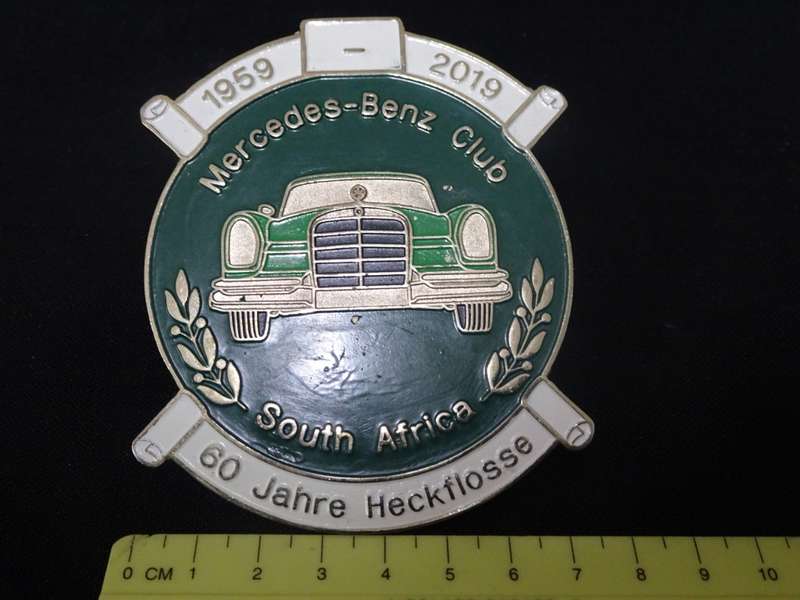 1959 - 2019
Mercedes-Benz Club
South Africa
60 Jahre Heckflosse
0 CM 1 2 3 4 5 6 7 8 9 10